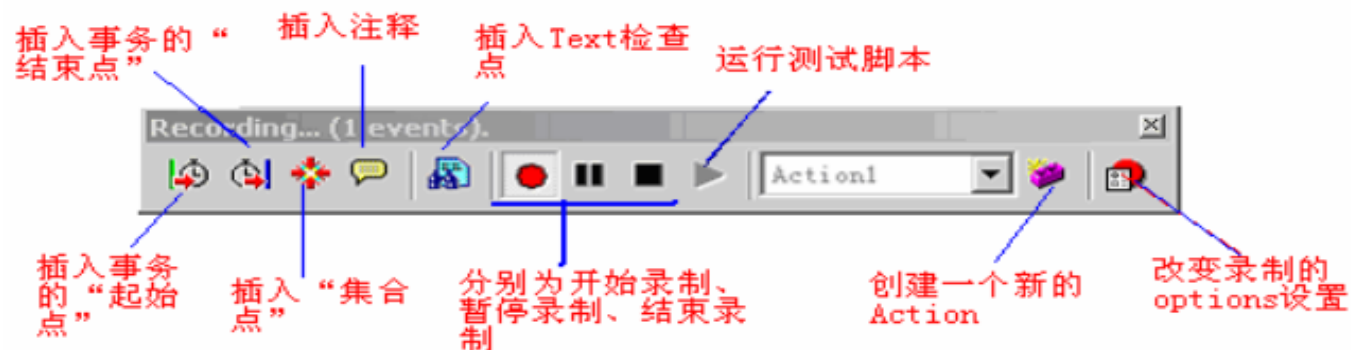 插入事务的“
结束点”
插入注释
插入Text检查
点
运行测试脚本
Recording... (1 events).
Action1
插入事务
的“起始
点”
插入“集合
点”
分别为开始录制、
暂停录制、结束录
制
创建一个新的
Action
改变录制的
options设置